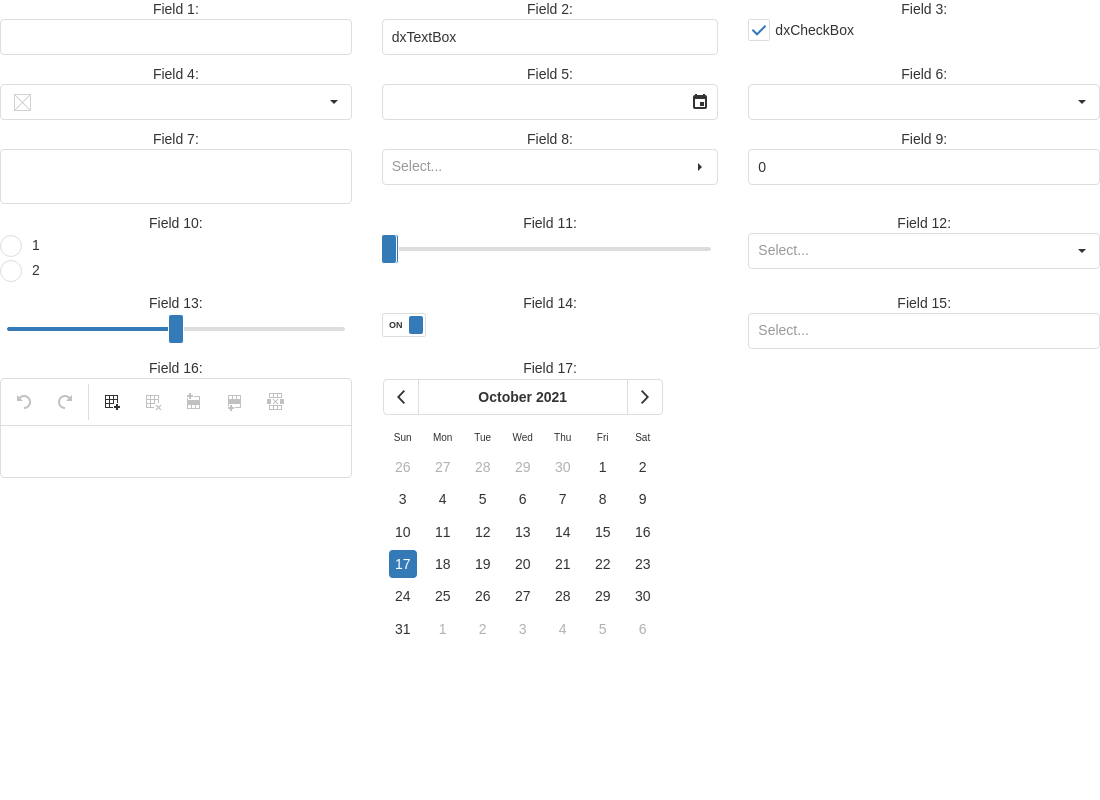 Field 1:
Field 2:
dxTextBox
Field 3:
dxCheckBox
Field 4:
Field 5:
Field 6:
Field 7:
Field 8:
Select...
Field 9:
0
Field 10:
1
2
Field 11:
Field 12:
Select...
Field 13:
Field 14:
ON
Field 15:
Select...
Field 16:
Field 17:
October 2021
Sun Mon Tue Wed Thu Fri Sat
26 27 28 29 30 1 2
3 4 5 6 7 8 9
10 11 12 13 14 15 16
17 18 19 20 21 22 23
24 25 26 27 28 29 30
31 1 2 3 4 5 6